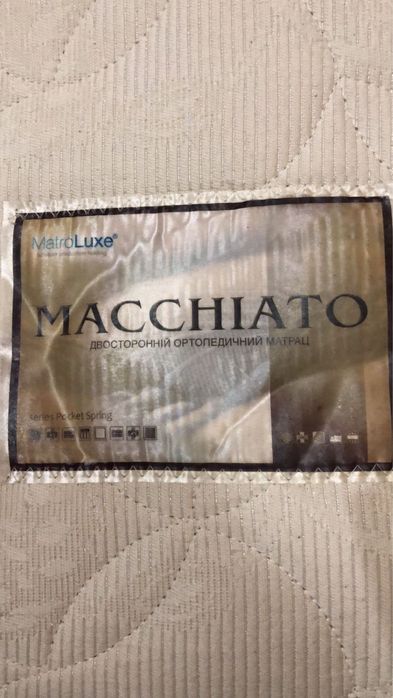 MatroLuxe®
MACCHIATO
ДВОСТОРОННІЙ ОРТОПЕДИЧНИЙ МАТРАЦ
series Pocket Spring